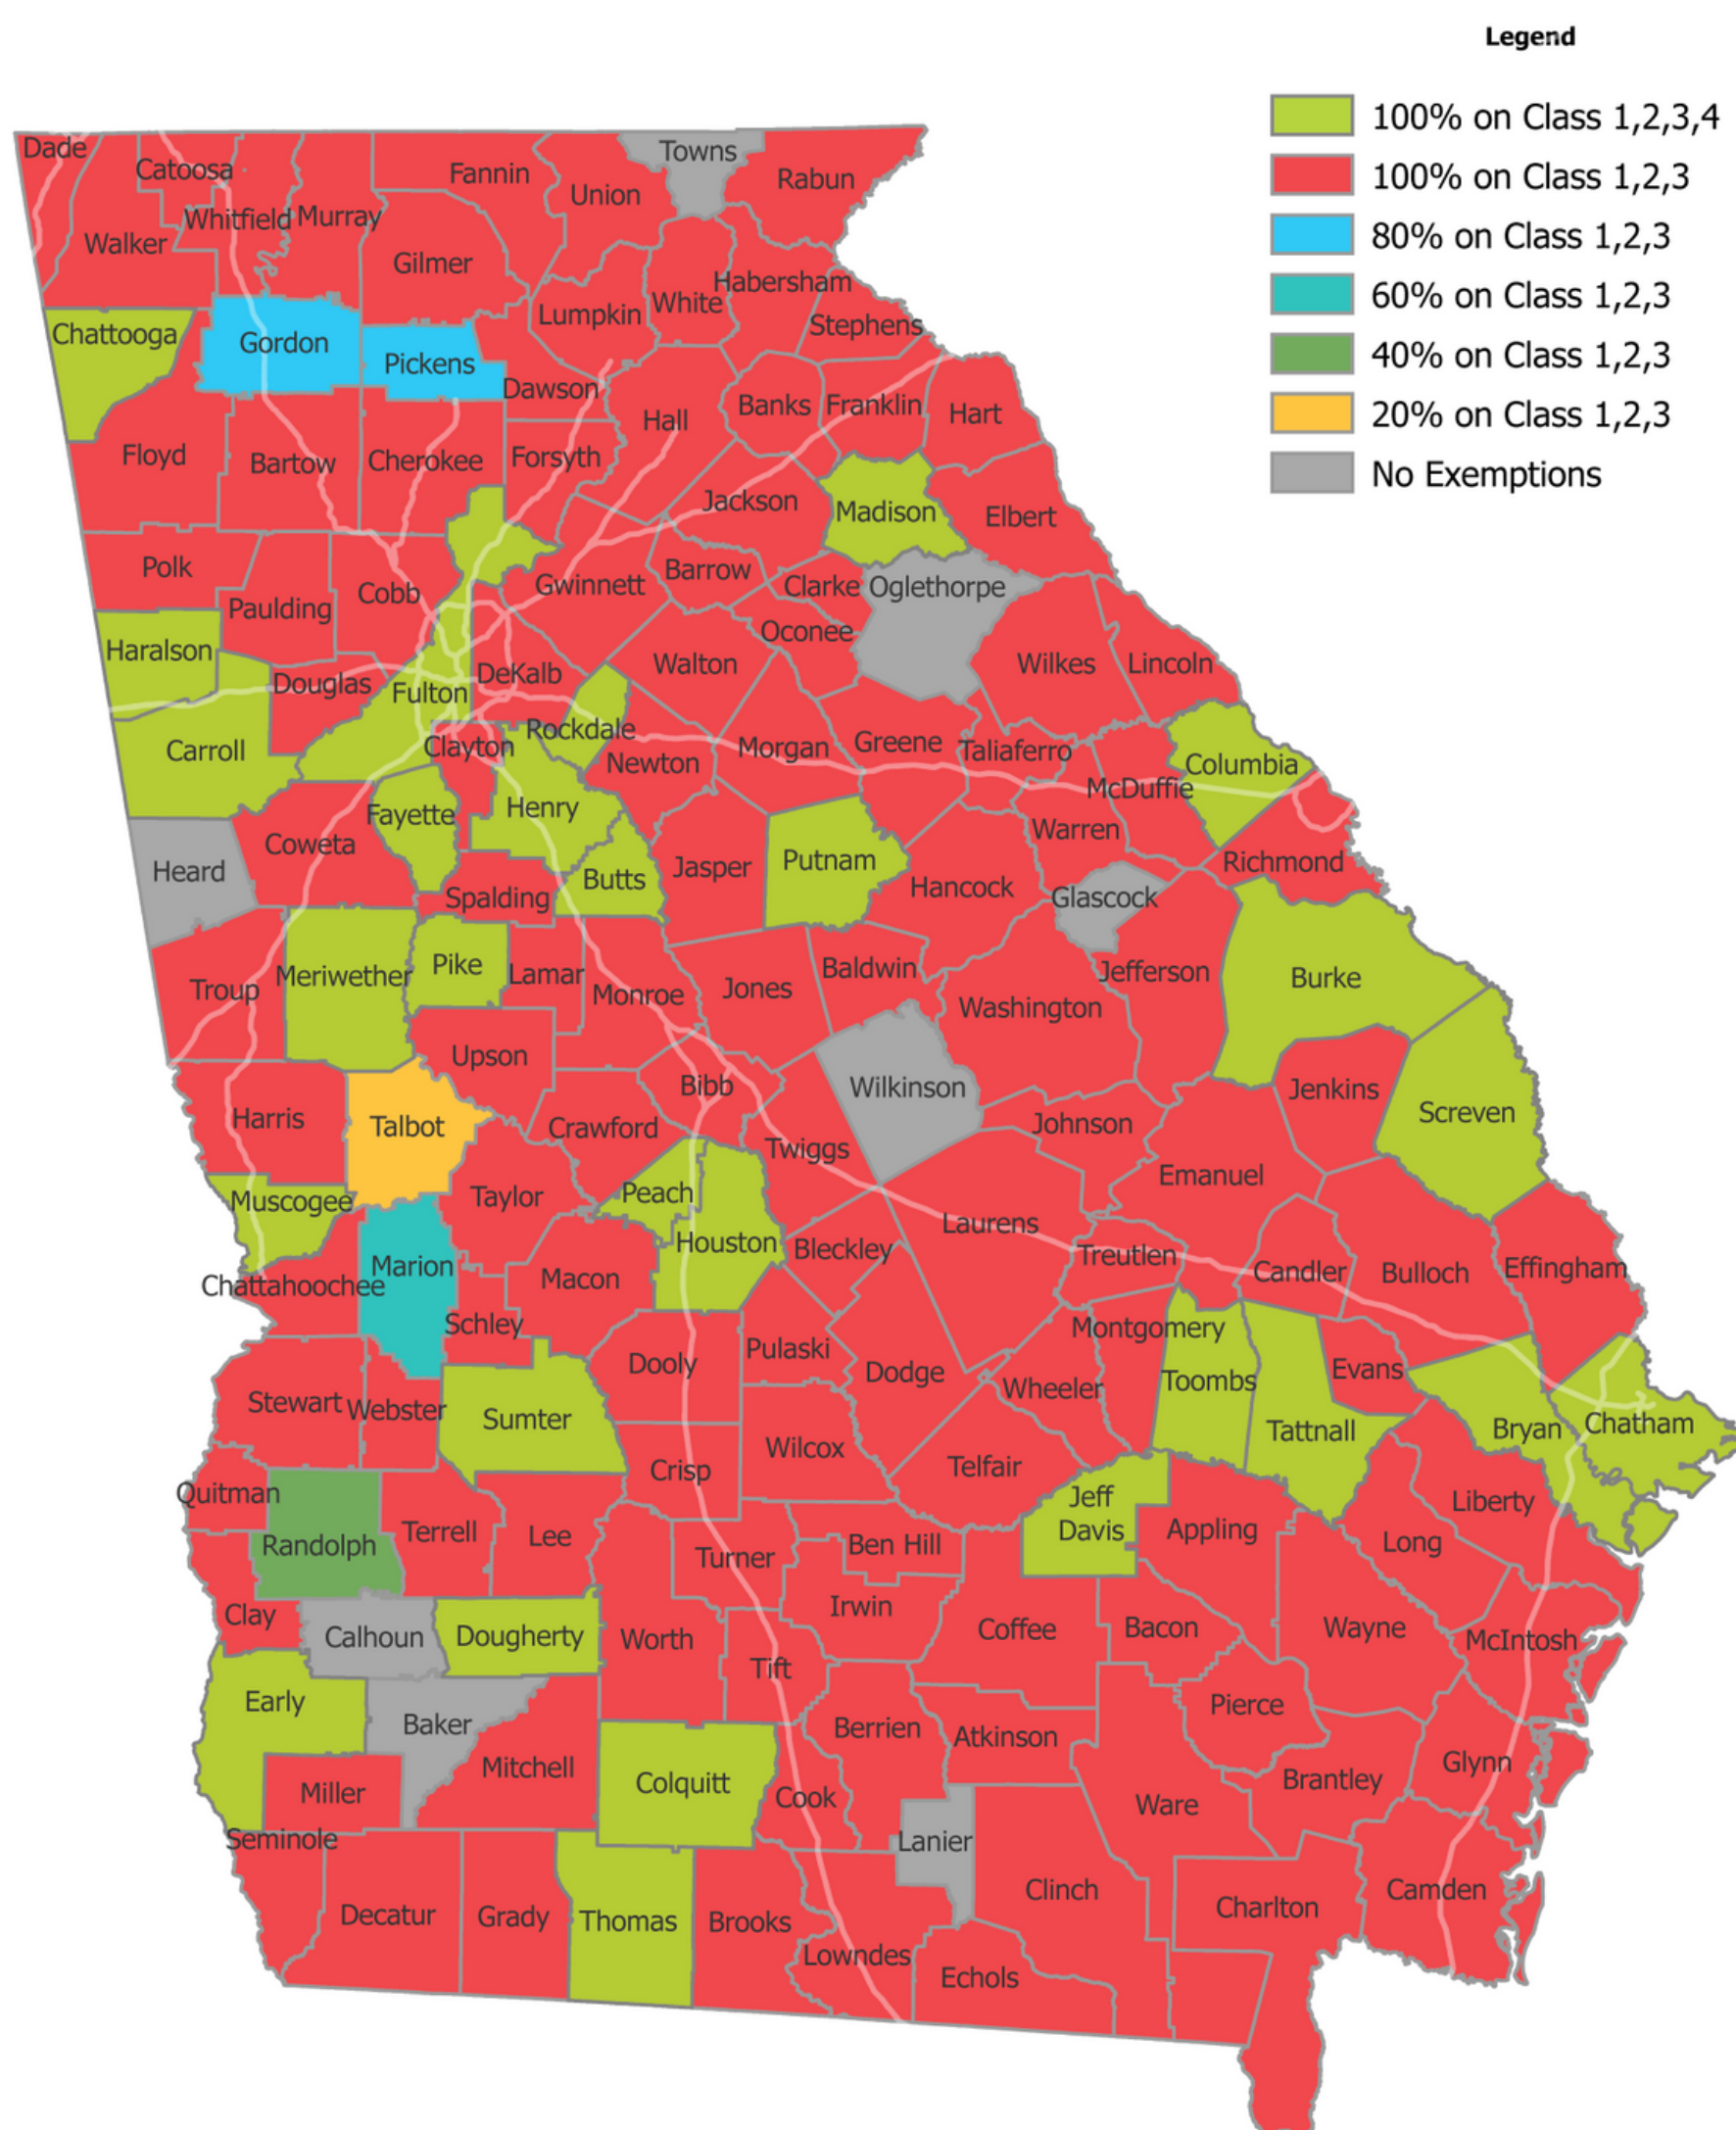 Legend
100% on Class 1,2,3,4
100% on Class 1,2,3
80% on Class 1,2,3
60% on Class 1,2,3
40% on Class 1,2,3
20% on Class 1,2,3
No Exemptions
Dade
Catoosa
Fannin
Towns
Union
Rabun
Whitfield
Murray
Walker
Gilmer
Habersham
White
Lumpkin
Stephens
Chattooga
Gordon
Pickens
Dawson
Banks
Franklin
Hart
Hall
Floyd
Bartow
Cherokee
Forsyth
Jackson
Madison
Elbert
Polk
Barrow
Gwinnett
Clarke
Oglethorpe
Cobb
Paulding
Oconee
Haralson
Walton
Wilkes
Lincoln
Douglas
DeKalb
Fulton
Rockdale
Carroll
Clayton
Newton
Morgan
Greene
Taliaferro
Columbia
McDuffie
Henry
Fayette
Warren
Coweta
Putnam
Richmond
Heard
Jasper
Butts
Hancock
Spalding
Glascock
Pike
Meriwether
Lamar
Baldwin
Jefferson
Burke
Troup
Monroe
Jones
Washington
Upson
Bibb
Wilkinson
Jenkins
Screven
Harris
Talbot
Crawford
Johnson
Twiggs
Emanuel
Muscogee
Taylor
Peach
Laurens
Houston
Bleckley
Treutlen
Marion
Chattahoochee
Macon
Candler
Bulloch
Effingham
Schley
Montgomery
Pulaski
Dooly
Dodge
Evans
Wheeler
Toombs
Stewart
Webster
Sumter
Tattnall
Bryan
Chatham
Wilcox
Crisp
Telfair
Quitman
Jeff
Davis
Liberty
Randolph
Terrell
Lee
Appling
Long
Turner
Ben Hill
Clay
Irwin
Calhoun
Dougherty
Worth
Coffee
Bacon
Wayne
McIntosh
Tift
Early
Baker
Pierce
Berrien
Atkinson
Mitchell
Glynn
Miller
Colquitt
Cook
Ware
Brantley
Seminole
Lanier
Clinch
Camden
Decatur
Grady
Thomas
Brooks
Charlton
Lowndes
Echols